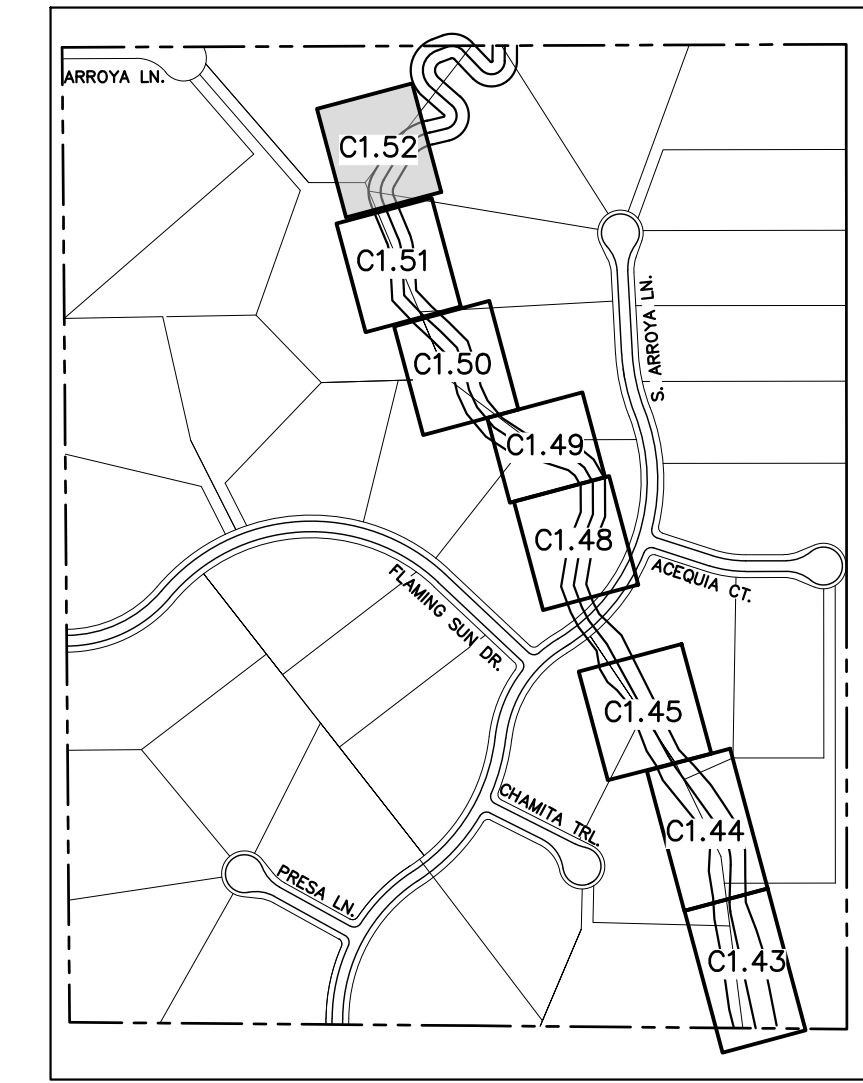 ARROYA LN.
C1.52
C1.51
S. ARROYA LN.
C1.50
C1.49
C1.48
ACEQUIA CT.
FLAMING SUN DR.
C1.45
CHAMITA TRL.
C1.44
PRESA LN.
C1.43